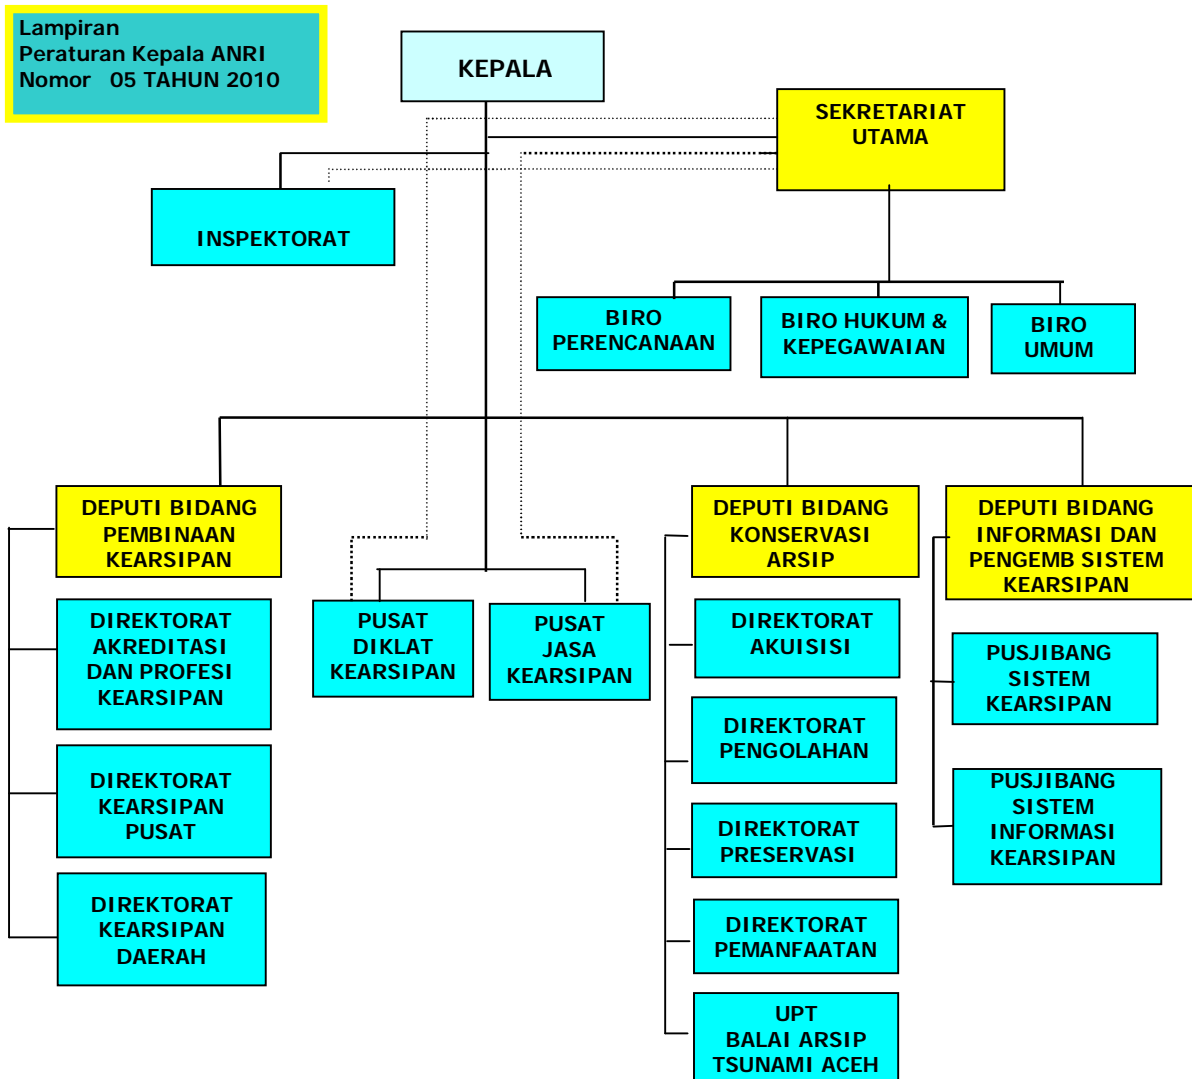 Lampiran
Peraturan Kepala ANRI
Nomor 05 TAHUN 2010
KEPALA
SEKRETARIAT
UTAMA
INSPEKTORAT
BIRO
PERENCANAAN
BIRO HUKUM &
KEPEGAWAIAN
BIRO
UMUM
DEPUTI BIDANG
PEMBINAAN
KEARSIPAN
DIREKTORAT
AKREDITASI
DAN PROFESI
KEARSIPAN
DIREKTORAT
KEARSIPAN
PUSAT
DIREKTORAT
KEARSIPAN
DAERAH
PUSAT
DIKLAT
KEARSIPAN
PUSAT
JASA
KEARSIPAN
DEPUTI BIDANG
KONSERVASI
ARSIP
DIREKTORAT
AKUISISI
DIREKTORAT
PENGOLAHAN
DIREKTORAT
PRESERVASI
DIREKTORAT
PEMANFAATAN
UPT
BALAI ARSIP
TSUNAMI ACEH
DEPUTI BIDANG
INFORMASI DAN
PENGEMB SISTEM
KEARSIPAN
PUSJIBANG
SISTEM
KEARSIPAN
PUSJIBANG
SISTEM
INFORMASI
KEARSIPAN